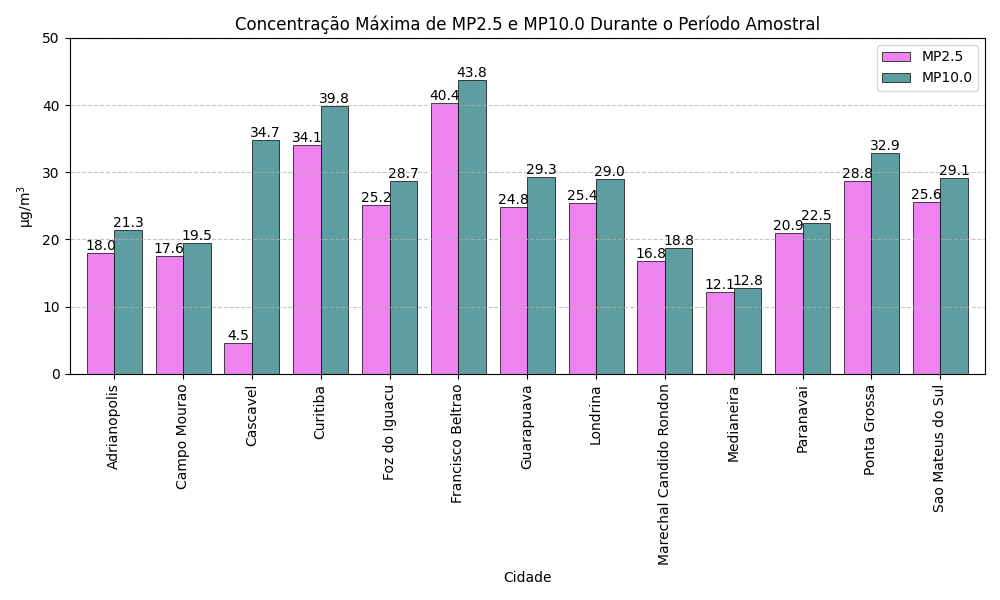 Concentração Máxima de MP2.5 e MP10.0 Durante o Período Amostral
MP2.5
MP10.0
µg/m³
50
40
30
20
10
0
18.0
21.3
17.6
19.5
4.5
34.7
34.1
39.8
25.2
28.7
40.4
43.8
24.8
29.3
25.4
29.0
16.8
18.8
12.1
12.8
20.9
22.5
28.8
32.9
25.6
29.1
Adrianopolis
Campo Mourao
Cascavel
Curitiba
Foz do Iguacu
Francisco Beltrao
Guarapuava
Londrina
Marechal Candido Rondon
Medianeira
Paranavai
Ponta Grossa
Sao Mateus do Sul
Cidade